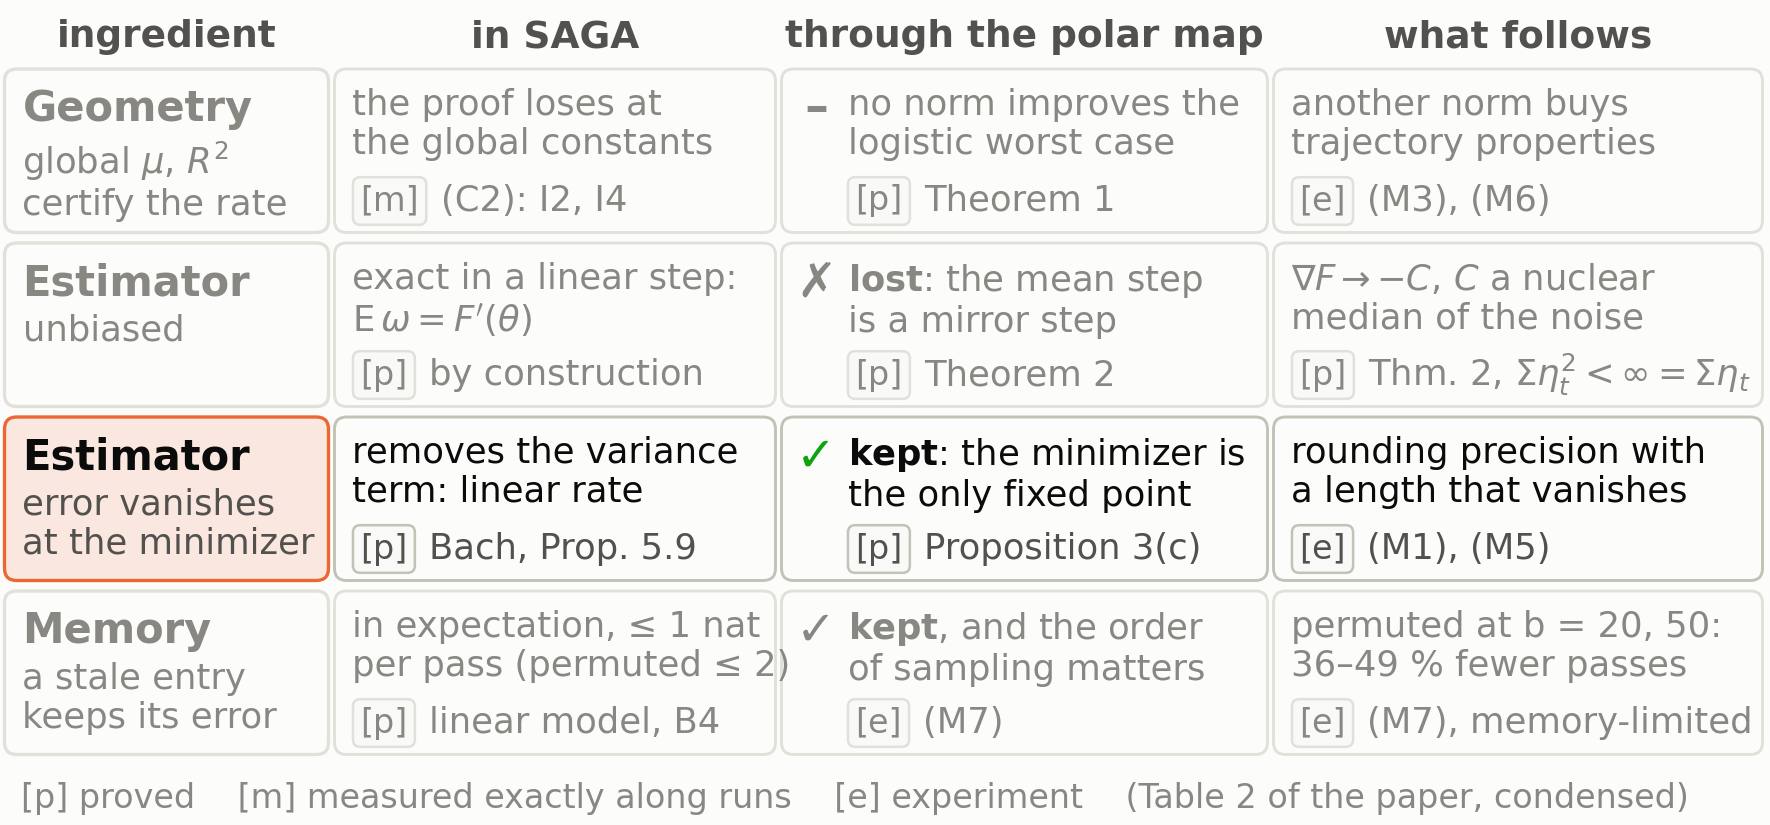 ingredient in SAGA through the polar map what follows
Geometry
global μ, R²
certify the rate
the proof loses at
the global constants
[m] (C2): I2, I4
– no norm improves the
logistic worst case
[p] Theorem 1
another norm buys
trajectory properties
[e] (M3), (M6)
Estimator
unbiased
exact in a linear step:
E ω = F′(θ)
[p] by construction
✗ lost: the mean step
is a mirror step
[p] Theorem 2
∇F → −C, C a nuclear
median of the noise
[p] Thm. 2, Ση_t² < ∞ = Ση_t
Estimator
error vanishes
at the minimizer
removes the variance
term: linear rate
[p] Bach, Prop. 5.9
✓ kept: the minimizer is
the only fixed point
[p] Proposition 3(c)
rounding precision with
a length that vanishes
[e] (M1), (M5)
Memory
a stale entry
keeps its error
in expectation, ≤ 1 nat
per pass (permuted ≤ 2)
[p] linear model, B4
✓ kept, and the order
of sampling matters
[e] (M7)
permuted at b = 20, 50:
36–49 % fewer passes
[e] (M7), memory-limited
[p] proved [m] measured exactly along runs [e] experiment (Table 2 of the paper, condensed)